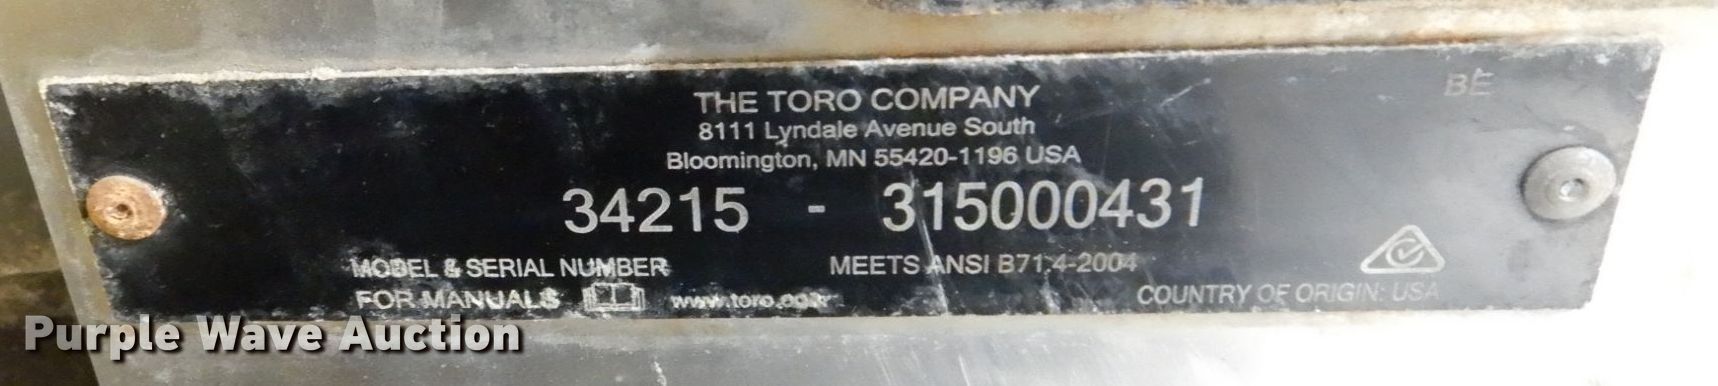 BE
THE TORO COMPANY
8111 Lyndale Avenue South
Bloomington, MN 55420-1196 USA
34215 - 315000431
MODEL & SERIAL NUMBER
MEETS ANSI B71.4-2004
FOR MANUALS
COUNTRY OF ORIGIN: USA
Purple Wave Auction